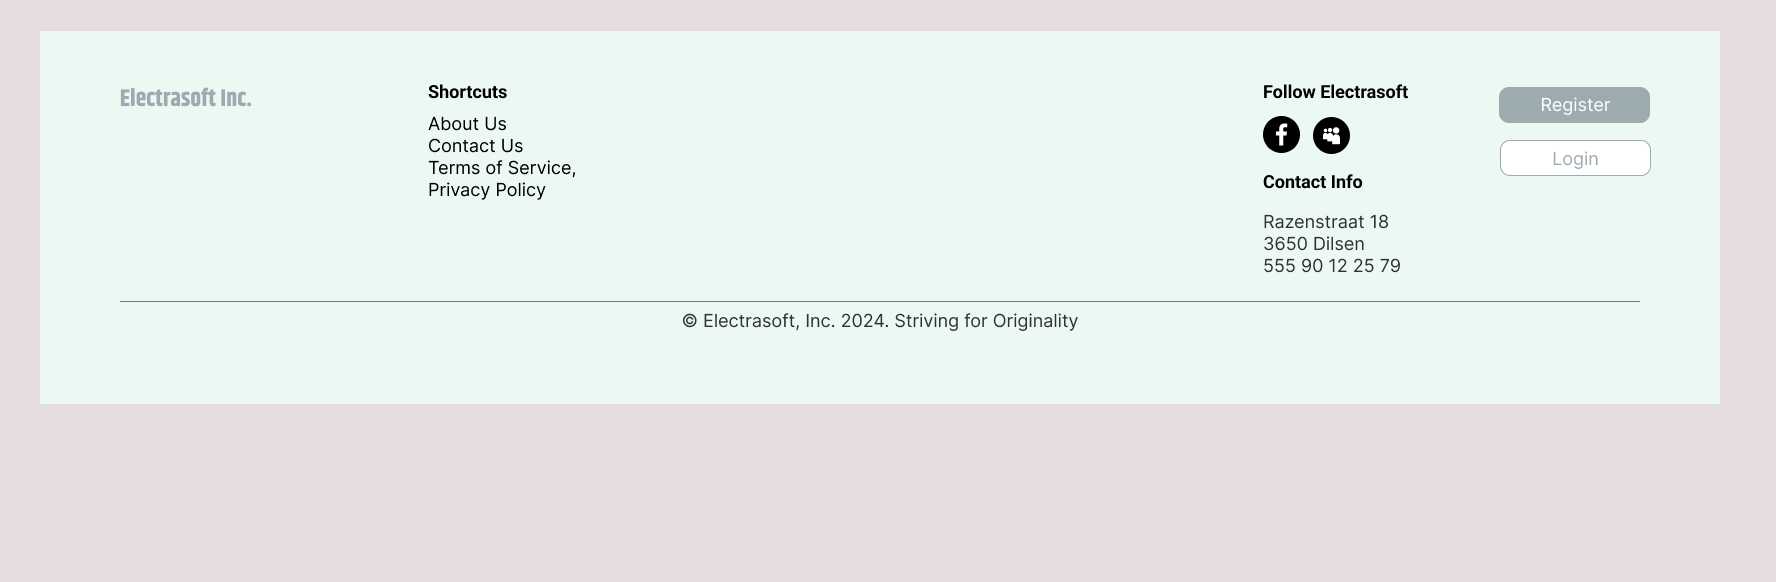 Electrasoft Inc.
Shortcuts
About Us
Contact Us
Terms of Service,
Privacy Policy
Follow Electrasoft
Contact Info
Razenstraat 18
3650 Dilsen
555 90 12 25 79
Register
Login
© Electrasoft, Inc. 2024. Striving for Originality